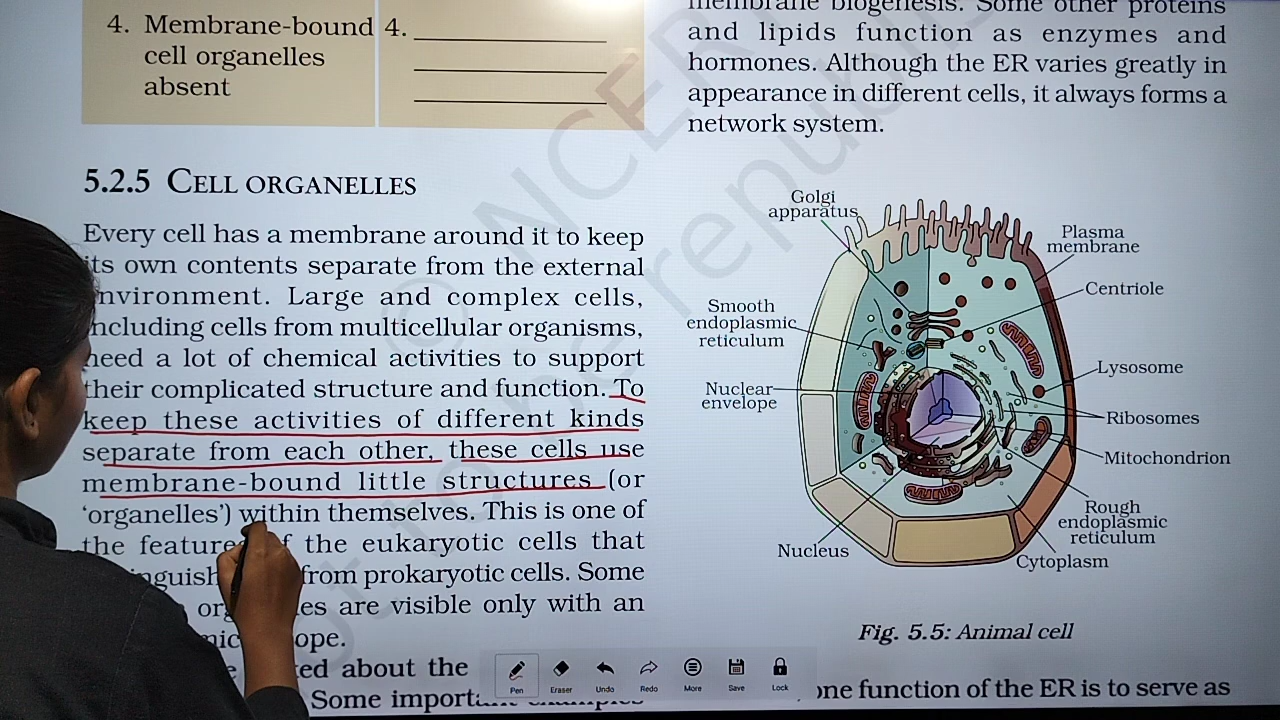 4. Membrane-bound
cell organelles
absent
4.
5.2.5 CELL ORGANELLES
Every cell has a membrane around it to keep
its own contents separate from the external
environment. Large and complex cells,
including cells from multicellular organisms,
need a lot of chemical activities to support
their complicated structure and function. To
keep these activities of different kinds
separate from each other, these cells use
membrane-bound little structures (or
‘organelles’) within themselves. This is one of
the features of the eukaryotic cells that
from prokaryotic cells. Some
are visible only with an
about the
Some important
membrane biogenesis. Some other proteins
and lipids function as enzymes and
hormones. Although the ER varies greatly in
appearance in different cells, it always forms a
network system.
Golgi
apparatus
Plasma
membrane
Centriole
Smooth
endoplasmic
reticulum
Lysosome
Nuclear
envelope
Ribosomes
Mitochondrion
Rough
endoplasmic
reticulum
Nucleus
Cytoplasm
Fig. 5.5: Animal cell
one function of the ER is to serve as
© NCERT
Pen Eraser Undo Redo More Save Lock